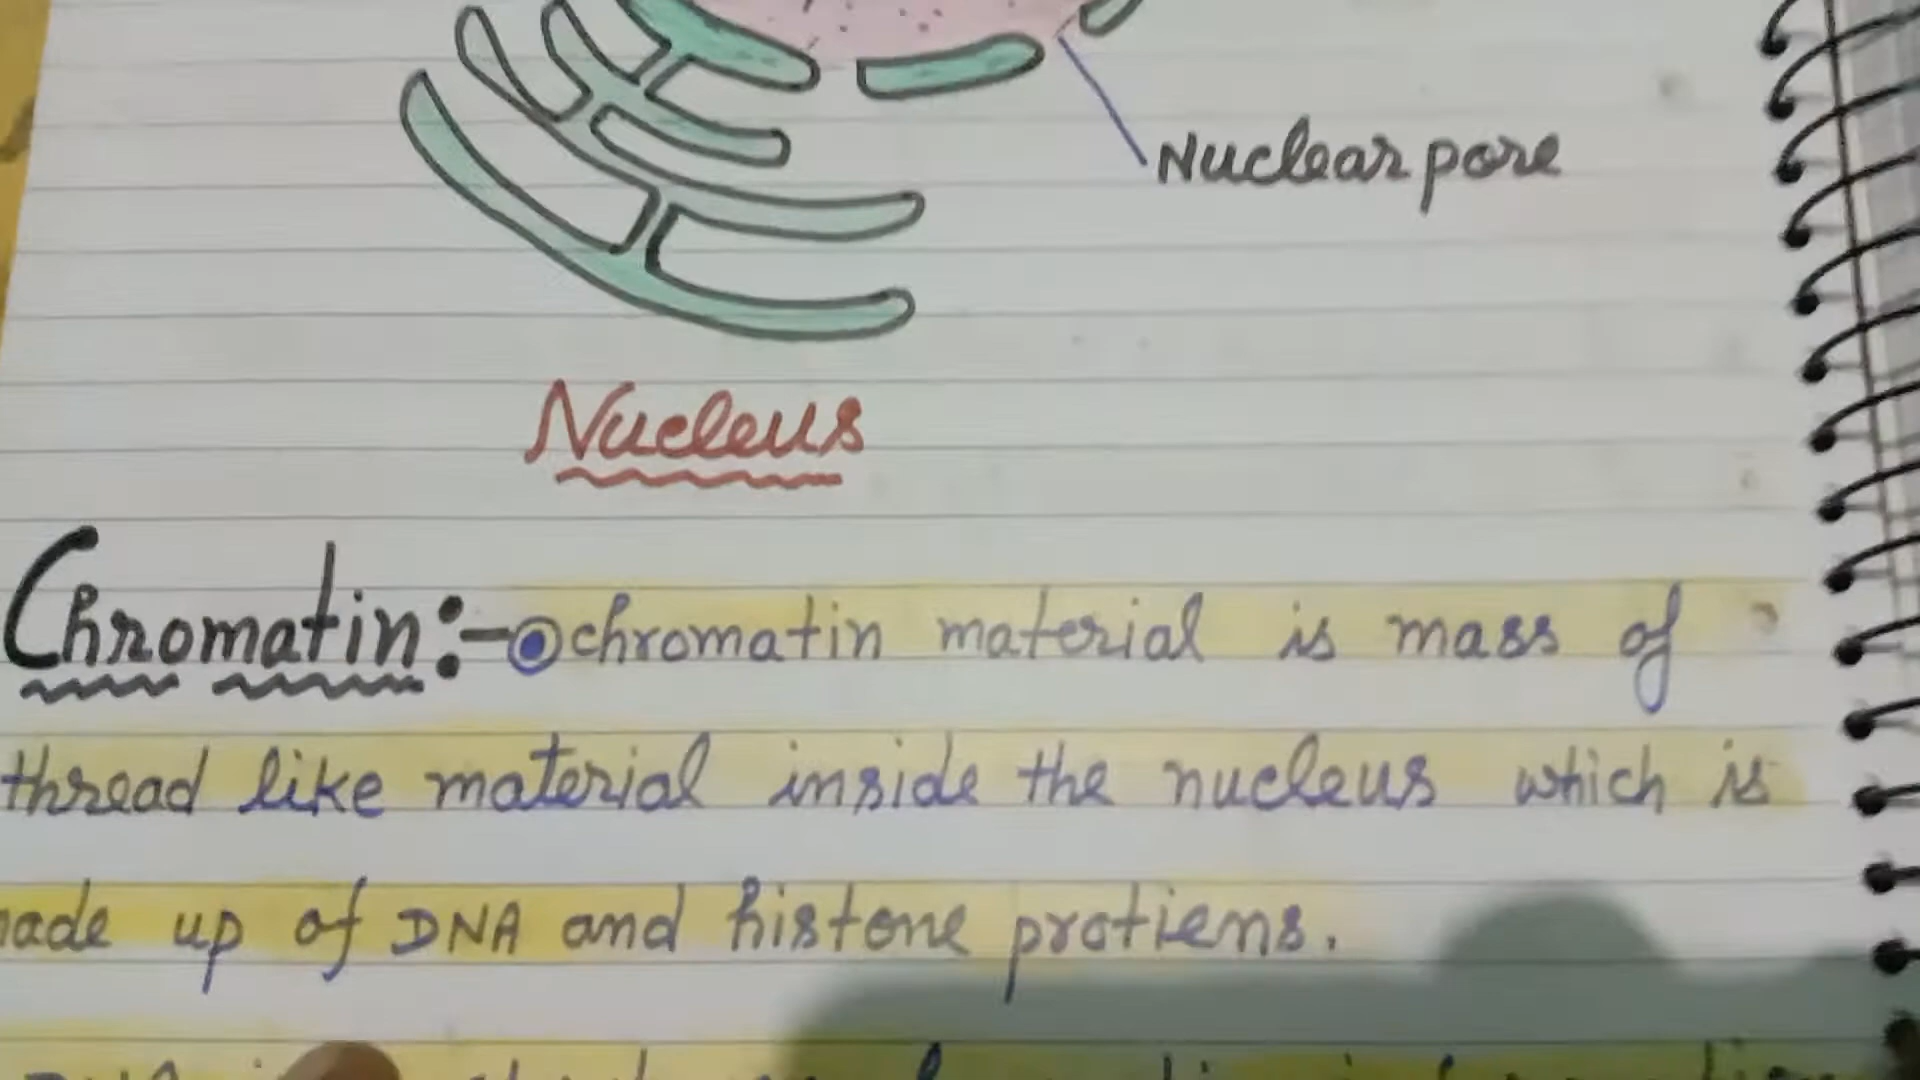 Nuclear pore
Nucleus
Chromatin:- chromatin material is mass of
thread like material inside the nucleus which is
made up of DNA and histone protiens.